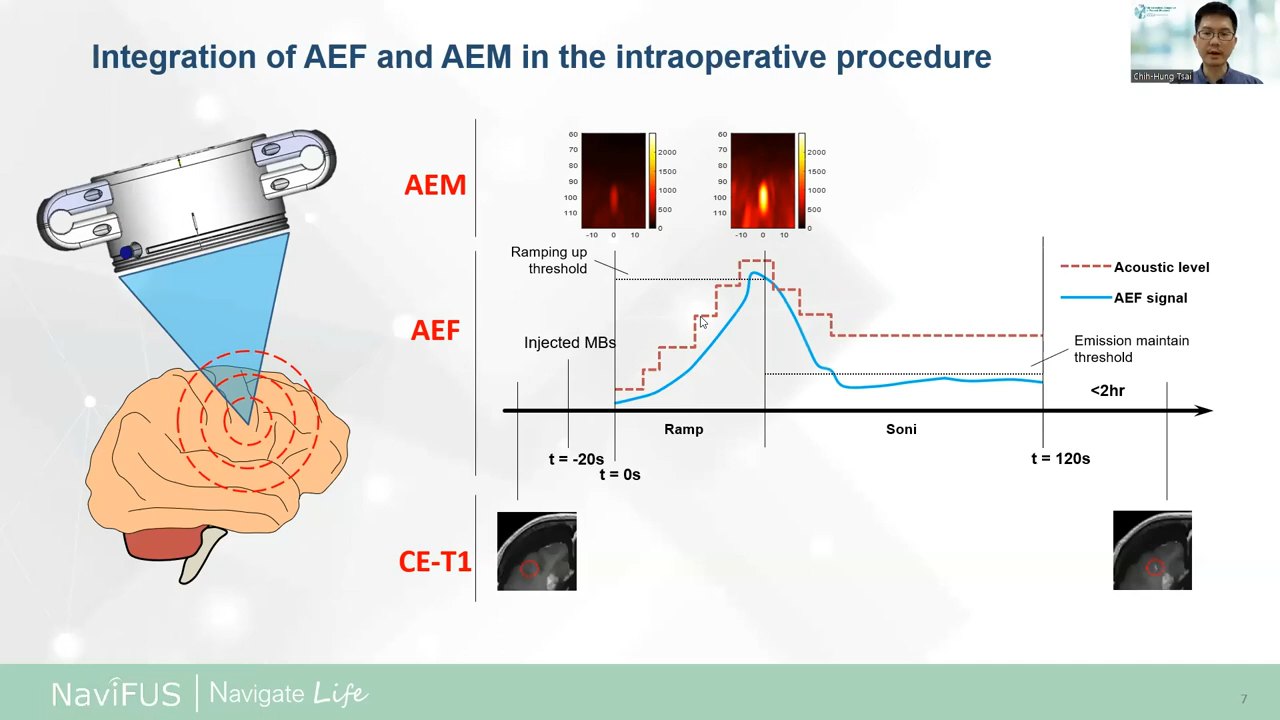 Integration of AEF and AEM in the intraoperative procedure
Chih-Hung Tsai
AEM
60
70
80
90
100
110
-10 0 10
2000
1500
1000
500
0
60
70
80
90
100
110
-10 0 10
2000
1500
1000
500
0
AEF
Ramping up
threshold
Injected MBs
Acoustic level
AEF signal
Emission maintain
threshold
<2hr
Ramp
Soni
t = -20s
t = 0s
t = 120s
CE-T1
NaviFUS | Navigate Life
7